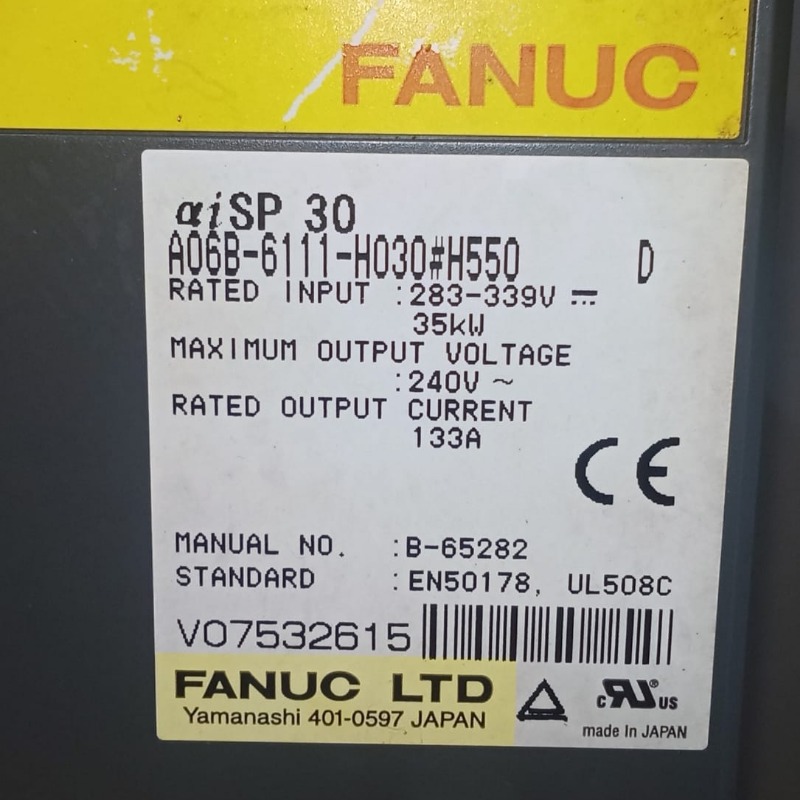 FANUC
αiSP 30
A06B-6111-H030#H550 D
RATED INPUT :283-339V ⎓
35kW
MAXIMUM OUTPUT VOLTAGE
:240V ~
RATED OUTPUT CURRENT
133A
CE
MANUAL NO. :B-65282
STANDARD :EN50178, UL508C
V07532615
FANUC LTD
Yamanashi 401-0597 JAPAN
c RU® US
made In JAPAN